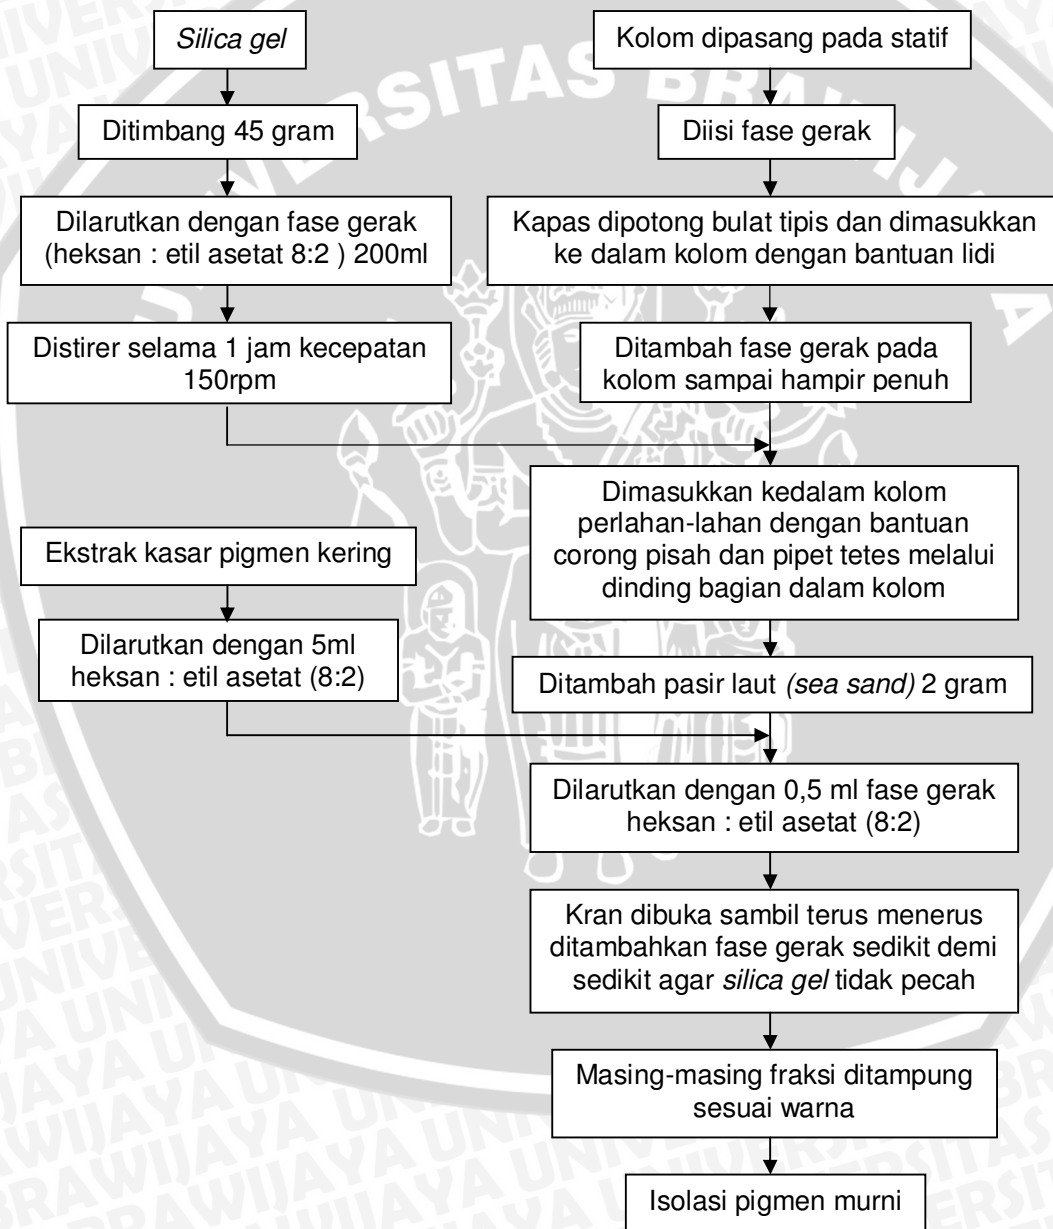 Silica gel
Ditimbang 45 gram
Dilarutkan dengan fase gerak
(heksan : etil asetat 8:2 ) 200ml
Distirer selama 1 jam kecepatan
150rpm
Kolom dipasang pada statif
Diisi fase gerak
Kapas dipotong bulat tipis dan dimasukkan
ke dalam kolom dengan bantuan lidi
Ditambah fase gerak pada
kolom sampai hampir penuh
Dimasukkan kedalam kolom
perlahan-lahan dengan bantuan
corong pisah dan pipet tetes melalui
dinding bagian dalam kolom
Ditambah pasir laut (sea sand) 2 gram
Ekstrak kasar pigmen kering
Dilarutkan dengan 5ml
heksan : etil asetat (8:2)
Dilarutkan dengan 0,5 ml fase gerak
heksan : etil asetat (8:2)
Kran dibuka sambil terus menerus
ditambahkan fase gerak sedikit demi
sedikit agar silica gel tidak pecah
Masing-masing fraksi ditampung
sesuai warna
Isolasi pigmen murni